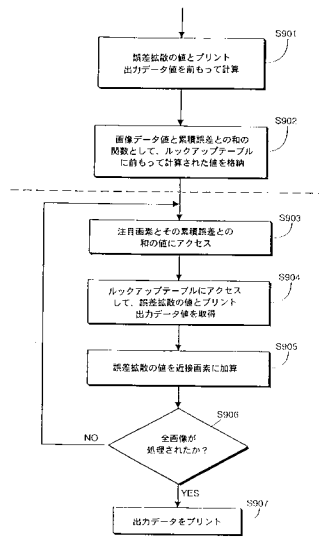 S901
誤差拡散の値とプリント
出力データ値を前もって計算
S902
画像データ値と累積誤差との和の
関数として、ルックアップテーブル
に前もって計算された値を格納
S903
注目画素とその累積誤差との
和の値にアクセス
S904
ルックアップテーブルにアクセス
して、誤差拡散の値とプリント
出力データ値を取得
S905
誤差拡散の値を近接画素に加算
S906
全画像が
処理されたか？
NO
YES
S907
出力データをプリント